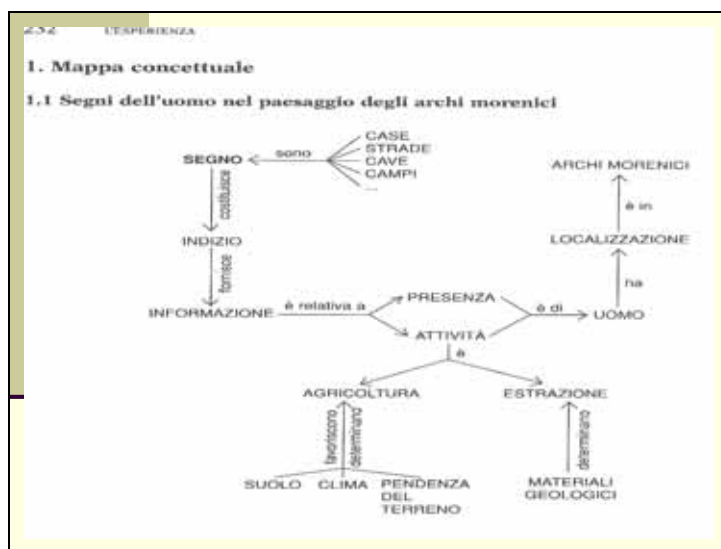 232 L'ESPERIENZA
1. Mappa concettuale
1.1 Segni dell'uomo nel paesaggio degli archi morenici
SEGNO
sono
CASE
STRADE
CAVE
CAMPI
...
costituisce
INDIZIO
fornisce
INFORMAZIONE
è relativa a
PRESENZA
ATTIVITÀ
è di
UOMO
ha
LOCALIZZAZIONE
è in
ARCHI MORENICI
è
AGRICOLTURA
ESTRAZIONE
favoriscono
determinano
determinano
SUOLO
CLIMA
PENDENZA
DEL
TERRENO
MATERIALI
GEOLOGICI